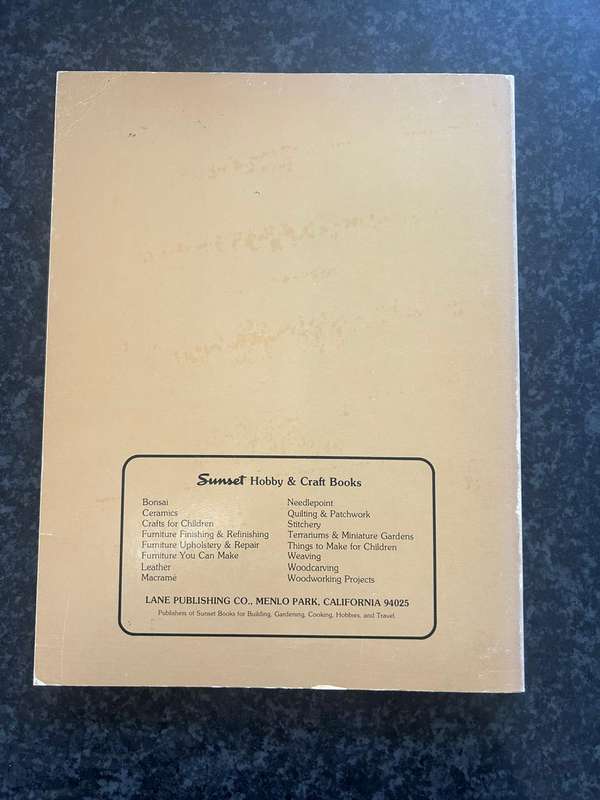 Sunset Hobby & Craft Books
Bonsai
Ceramics
Crafts for Children
Furniture Finishing & Refinishing
Furniture Upholstery & Repair
Furniture You Can Make
Leather
Macramé
Needlepoint
Quilting & Patchwork
Stitchery
Terrariums & Miniature Gardens
Things to Make for Children
Weaving
Woodcarving
Woodworking Projects
LANE PUBLISHING CO., MENLO PARK, CALIFORNIA 94025
Publishers of Sunset Books for Building, Gardening, Cooking, Hobbies, and Travel.